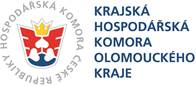 HOSPODÁŘSKÁ KOMORA ČESKÉ REPUBLIKY
KRAJSKÁ
HOSPODÁŘSKÁ
KOMORA
OLOMOUCKÉHO
KRAJE